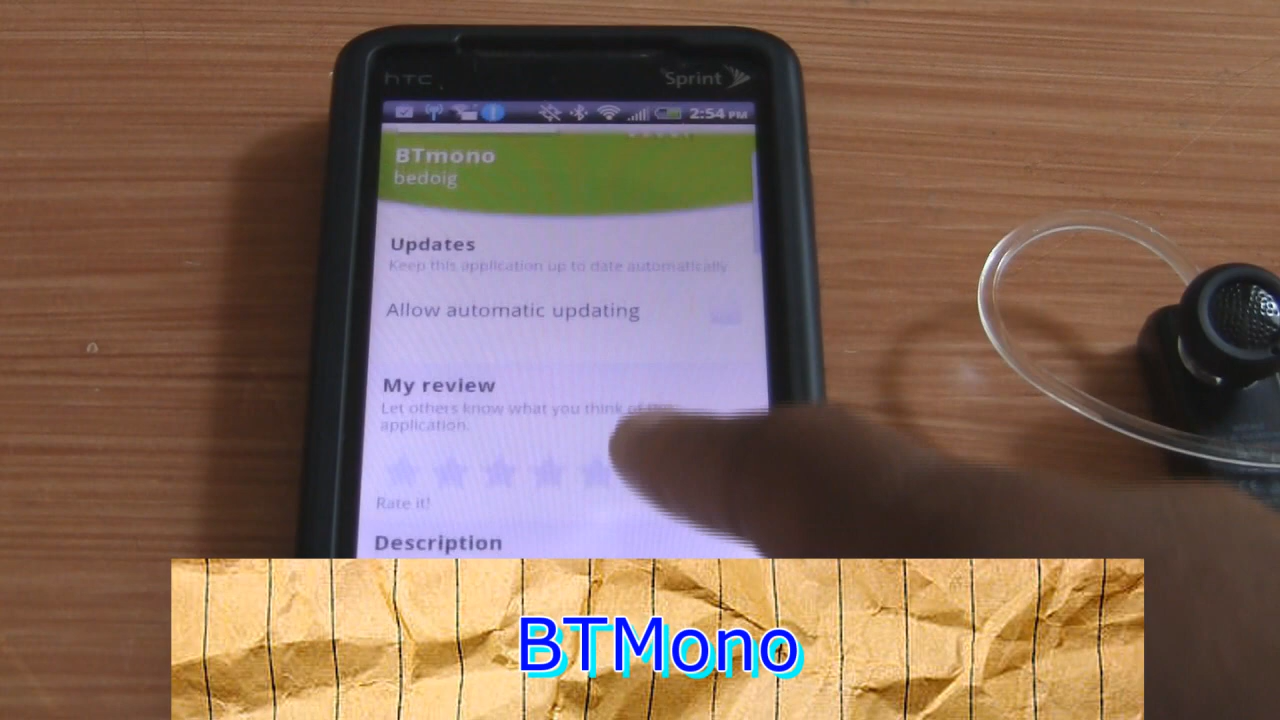 hTC
Sprint
2:54 PM
BTmono
bedoig
Updates
Keep this application up to date automatically
Allow automatic updating
My review
Let others know what you think of this
application.
Rate it!
Description
BTMono